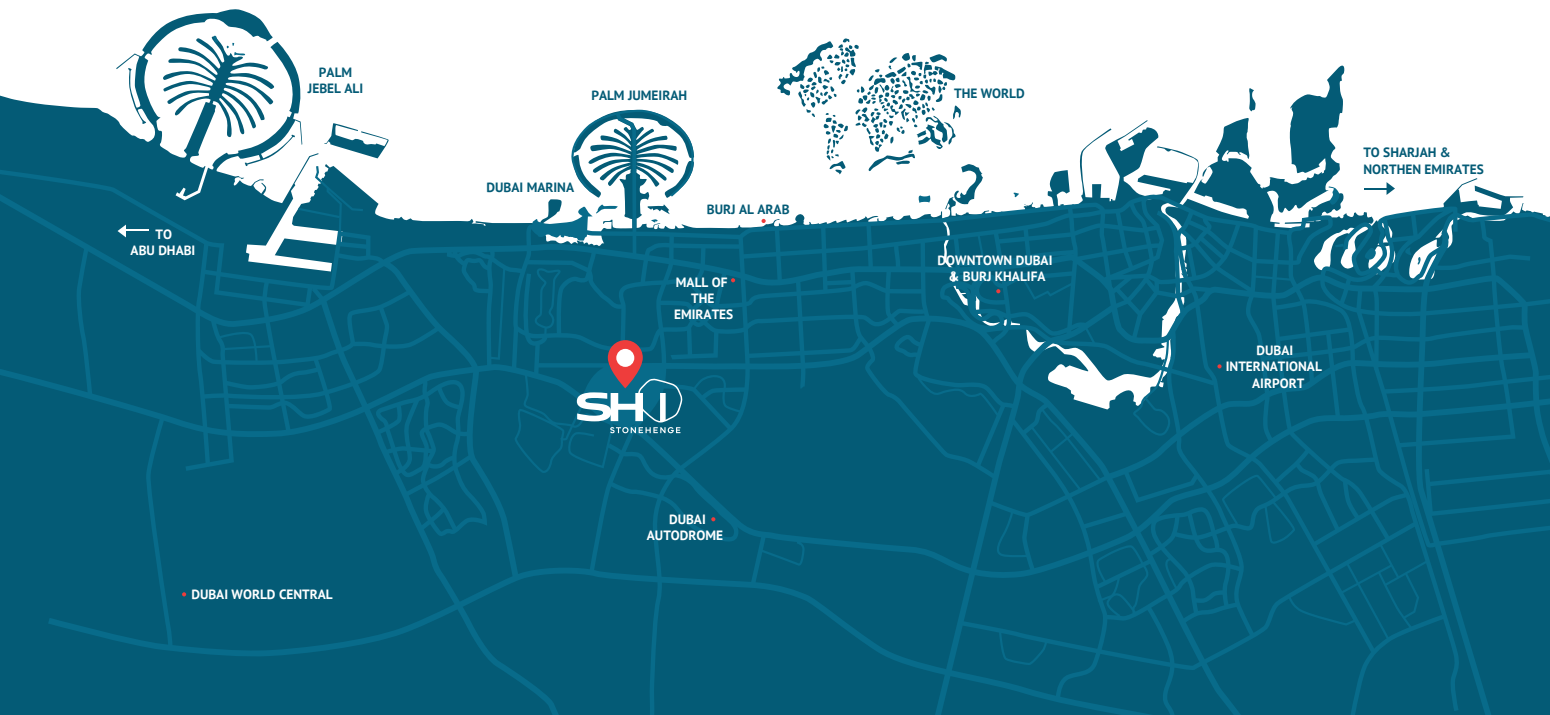 PALM
JEBEL ALI
PALM JUMEIRAH
THE WORLD
TO SHARJAH &
NORTHEN EMIRATES
DUBAI MARINA
BURJ AL ARAB
TO
ABU DHABI
DOWNTOWN DUBAI
& BURJ KHALIFA
MALL OF
THE
EMIRATES
DUBAI
INTERNATIONAL
AIRPORT
SH
STONEHENGE
DUBAI
AUTODROME
DUBAI WORLD CENTRAL